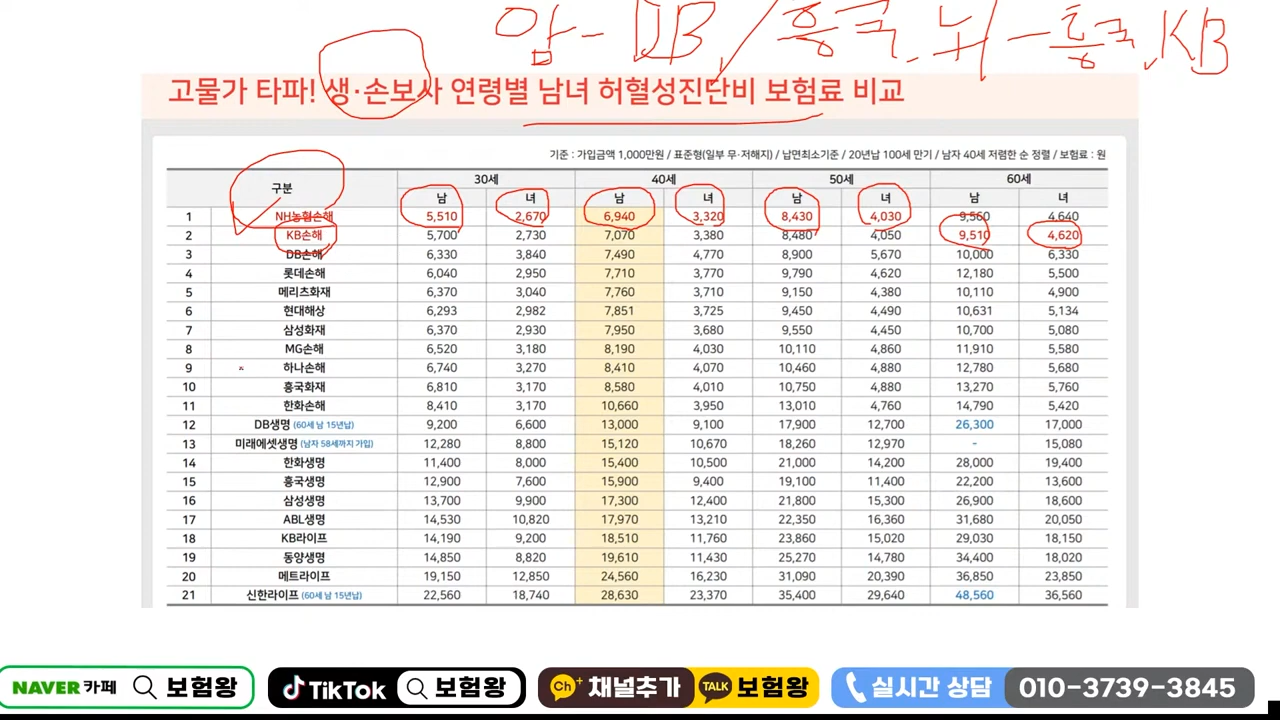 암 - DB / 흥국, 뇌 - 흥국, KB
고물가 타파! 생·손보사 연령별 남녀 허혈성진단비 보험료 비교
기준 : 가입금액 1,000만원 / 표준형(일부 무·저해지) / 납면최소기준 / 20년납 100세 만기 / 남자 40세 저렴한 순 정렬 / 보험료 : 원
구분 30세 40세 50세 60세
남 녀 남 녀 남 녀 남 녀
1 NH농협손해 5,510 2,670 6,940 3,320 8,430 4,030 9,560 4,640
2 KB손해 5,700 2,730 7,070 3,380 8,480 4,050 9,510 4,620
3 DB손해 6,330 3,840 7,490 4,770 8,900 5,670 10,000 6,330
4 롯데손해 6,040 2,950 7,710 3,770 9,790 4,620 12,180 5,500
5 메리츠화재 6,370 3,040 7,760 3,710 9,150 4,380 10,110 4,900
6 현대해상 6,293 2,982 7,851 3,725 9,450 4,490 10,631 5,134
7 삼성화재 6,370 2,930 7,950 3,680 9,550 4,450 10,700 5,080
8 MG손해 6,520 3,180 8,190 4,030 10,110 4,860 11,910 5,580
9 하나손해 6,740 3,270 8,410 4,070 10,460 4,880 12,780 5,680
10 흥국화재 6,810 3,170 8,580 4,010 10,750 4,880 13,270 5,760
11 한화손해 8,410 3,170 10,660 3,950 13,010 4,760 14,790 5,420
12 DB생명 (60세 남 15년납) 9,200 6,600 13,000 9,100 17,900 12,700 26,300 17,000
13 미래에셋생명 (남자 58세까지 가입) 12,280 8,800 15,120 10,670 18,260 12,970 - 15,080
14 한화생명 11,400 8,000 15,400 10,500 21,000 14,200 28,000 19,400
15 흥국생명 12,900 7,600 15,900 9,400 19,100 11,400 22,200 13,600
16 삼성생명 13,700 9,900 17,300 12,400 21,800 15,300 26,900 18,600
17 ABL생명 14,530 10,820 17,970 13,210 22,350 16,360 31,680 20,050
18 KB라이프 14,190 9,200 18,510 11,760 23,860 15,020 29,030 18,150
19 동양생명 14,850 8,820 19,610 11,430 25,270 14,780 34,400 18,020
20 메트라이프 19,150 12,850 24,560 16,230 31,090 20,390 36,850 23,850
21 신한라이프 (60세 남 15년납) 22,560 18,740 28,630 23,370 35,400 29,640 48,560 36,560
NAVER 카페 보험왕 TikTok 보험왕 Ch+ 채널추가 TALK 보험왕 실시간 상담 010-3739-3845